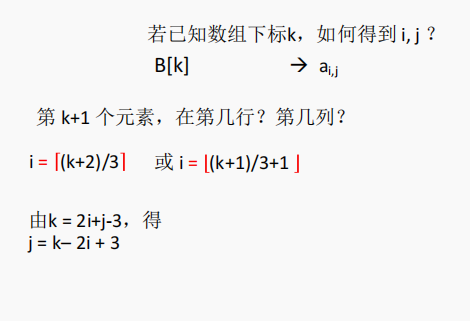 若已知数组下标k，如何得到 i, j ？
B[k] → ai,j
第 k+1 个元素，在第几行？第几列？
i = ⌈(k+2)/3⌉ 或 i = ⌊(k+1)/3+1⌋
由k = 2i+j-3，得
j = k– 2i + 3